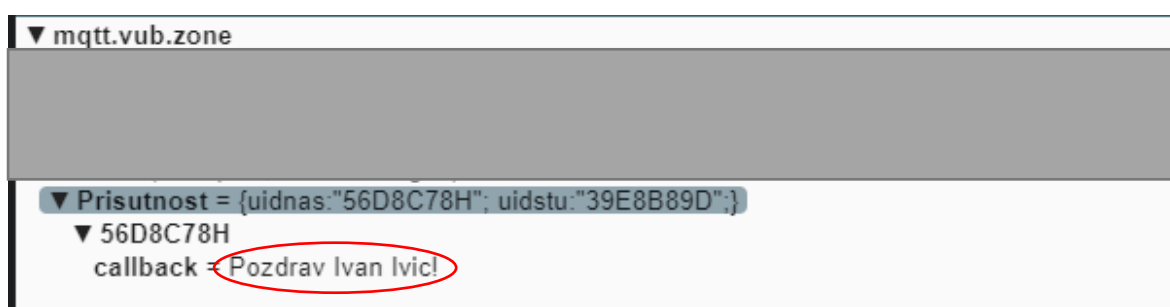 ▼ mqtt.vub.zone
▼ Prisutnost = {uidnas:"56D8C78H"; uidstu:"39E8B89D";}
▼ 56D8C78H
callback = Pozdrav Ivan Ivic!